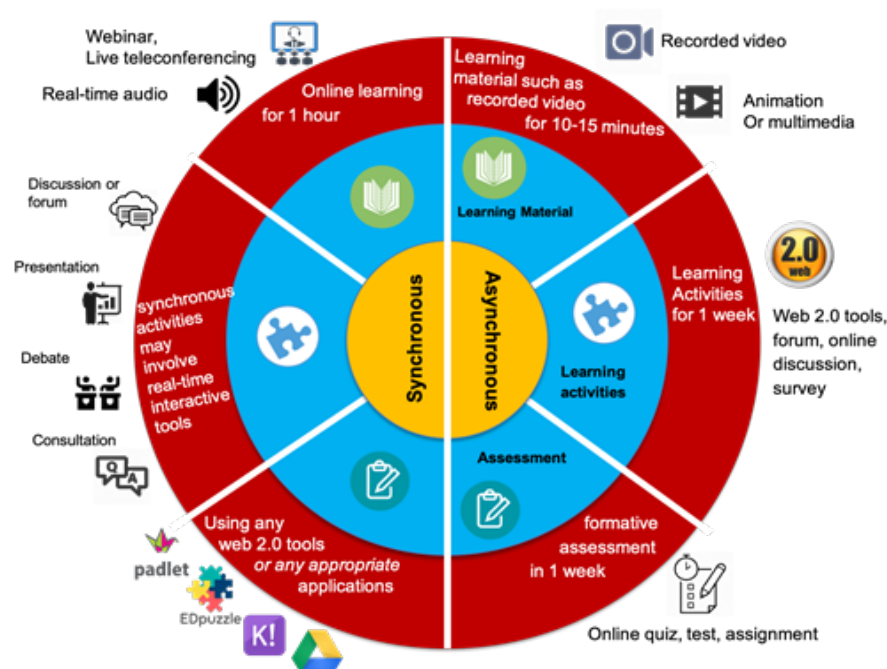 Webinar,
Live teleconferencing
Real-time audio
Discussion or
forum
Presentation
Debate
Consultation
Online learning
for 1 hour
synchronous
activities
may
involve
real-time
interactive
tools
Using any
web 2.0 tools
or any appropriate
applications
padlet
EDpuzzle
K!
Synchronous
Asynchronous
Learning
material such as
recorded video
for 10-15 minutes
Learning Material
Learning
activities
Assessment
Learning
Activities
for 1 week
formative
assessment
in 1 week
Recorded video
Animation
Or multimedia
2.0
web
Web 2.0 tools,
forum, online
discussion,
survey
Q
A
Online quiz, test, assignment